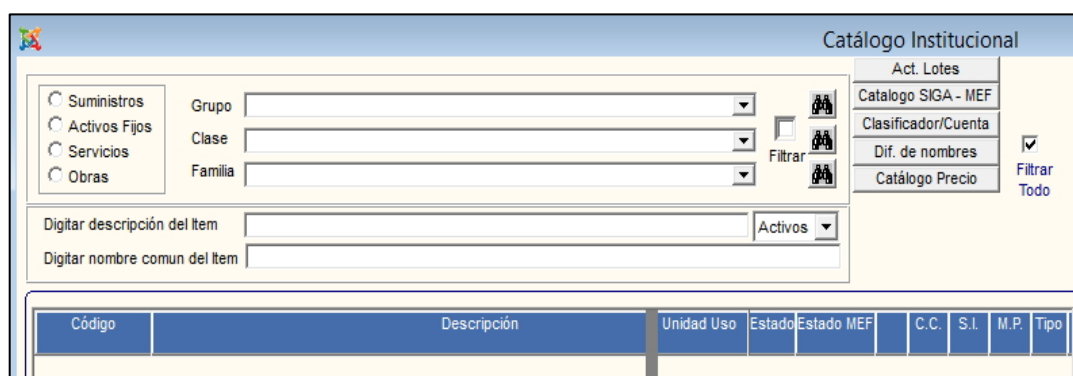 Catálogo Institucional
Act. Lotes
Catalogo SIGA - MEF
Clasificador/Cuenta
Dif. de nombres
Catálogo Precio
Suministros
Activos Fijos
Servicios
Obras
Grupo
Clase
Familia
Filtrar
Filtrar
Todo
Digitar descripción del Item
Activos
Digitar nombre comun del Item
Código Descripción Unidad Uso Estado Estado MEF C.C. S.I. M.P. Tipo